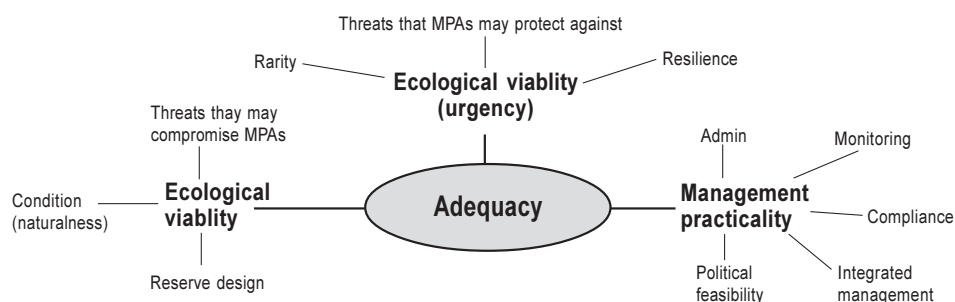 Threats that MPAs may protect against
Rarity
Resilience
Ecological viablity
(urgency)
Threats thay may
compromise MPAs
Admin
Monitoring
Condition
(naturalness)
Ecological
viablity
Adequacy
Management
practicality
Compliance
Reserve design
Political
feasibility
Integrated
management